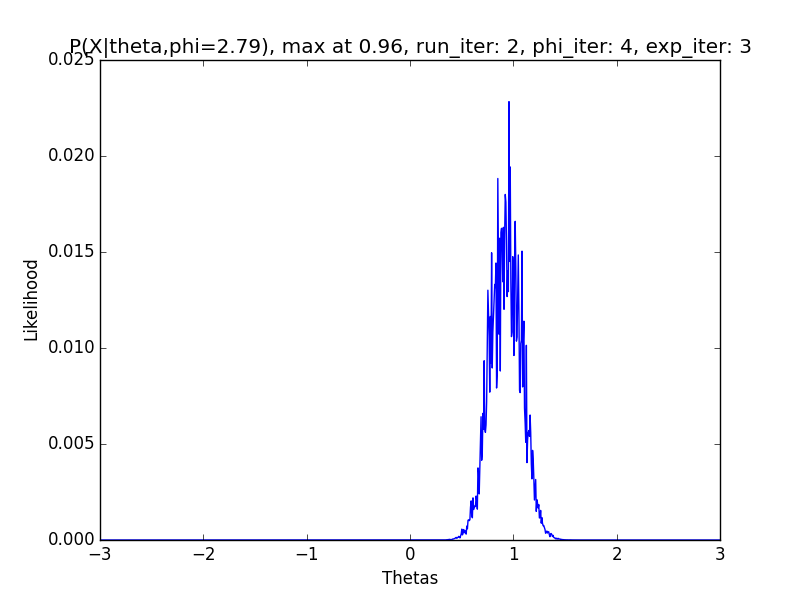 P(X|theta,phi=2.79), max at 0.96, run_iter: 2, phi_iter: 4, exp_iter: 3
0.025
0.020
0.015
0.010
0.005
0.000
Likelihood
−3 −2 −1 0 1 2 3
Thetas